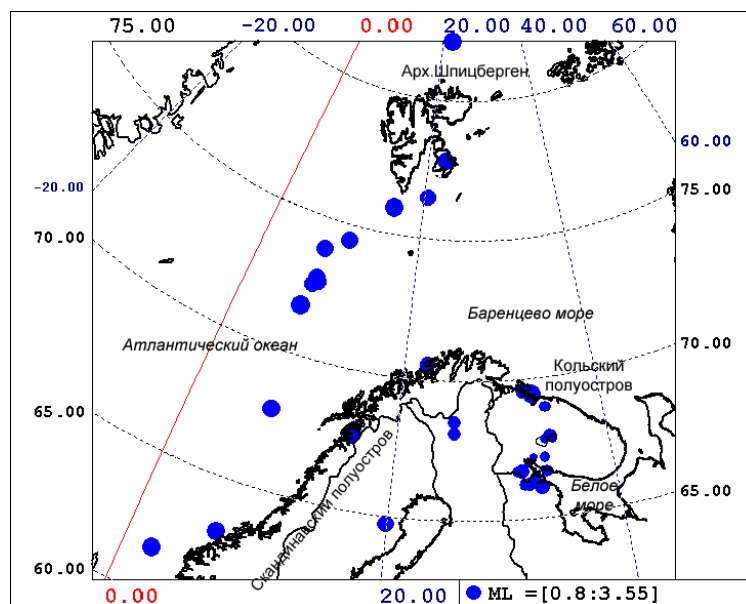 75.00 -20.00 0.00 20.00 40.00 60.00
Арх.Шпицберген
60.00
-20.00
75.00
70.00
Баренцево море
Атлантический океан
70.00
Кольский
полуостров
65.00
Скандинавский полуостров
Белое
море
65.00
60.00
0.00
20.00
ML =[0.8:3.55]